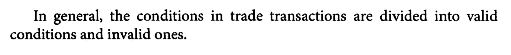 In general, the conditions in trade transactions are divided into valid
conditions and invalid ones.